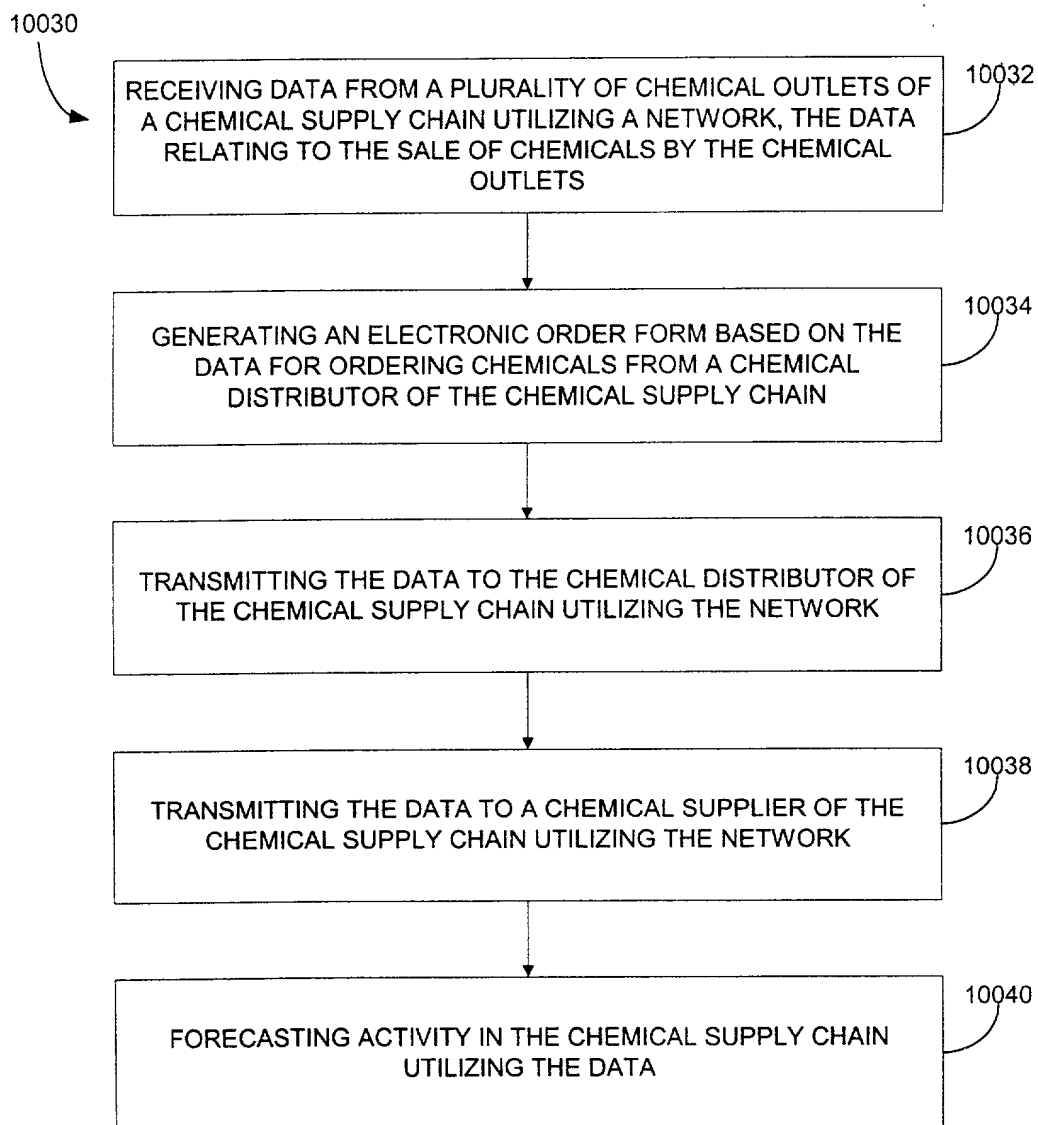 10030
RECEIVING DATA FROM A PLURALITY OF CHEMICAL OUTLETS OF
A CHEMICAL SUPPLY CHAIN UTILIZING A NETWORK, THE DATA
RELATING TO THE SALE OF CHEMICALS BY THE CHEMICAL
OUTLETS
10032
GENERATING AN ELECTRONIC ORDER FORM BASED ON THE
DATA FOR ORDERING CHEMICALS FROM A CHEMICAL
DISTRIBUTOR OF THE CHEMICAL SUPPLY CHAIN
10034
TRANSMITTING THE DATA TO THE CHEMICAL DISTRIBUTOR OF
THE CHEMICAL SUPPLY CHAIN UTILIZING THE NETWORK
10036
TRANSMITTING THE DATA TO A CHEMICAL SUPPLIER OF THE
CHEMICAL SUPPLY CHAIN UTILIZING THE NETWORK
10038
FORECASTING ACTIVITY IN THE CHEMICAL SUPPLY CHAIN
UTILIZING THE DATA
10040